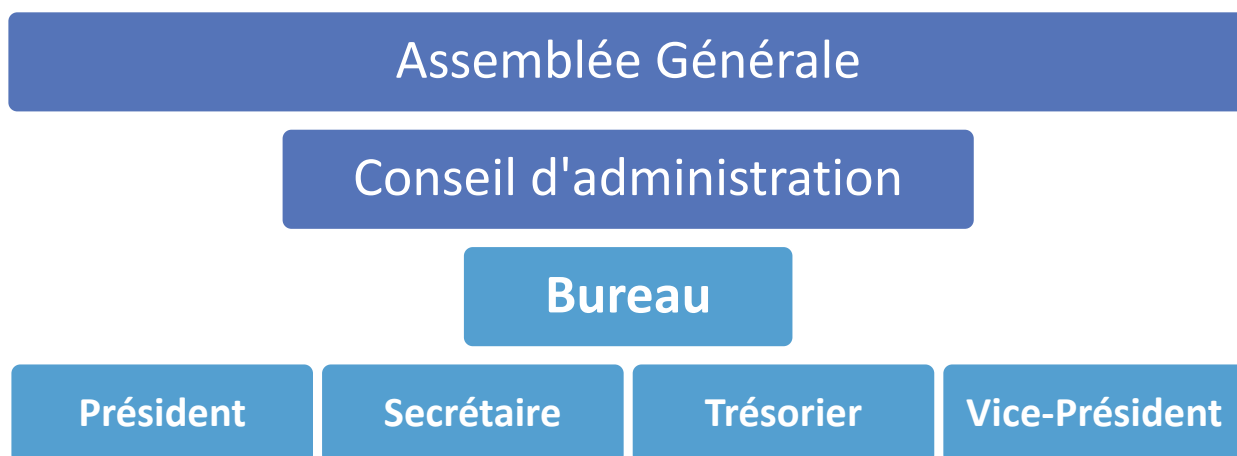 Assemblée Générale
Conseil d'administration
Bureau
Président
Secrétaire
Trésorier
Vice-Président